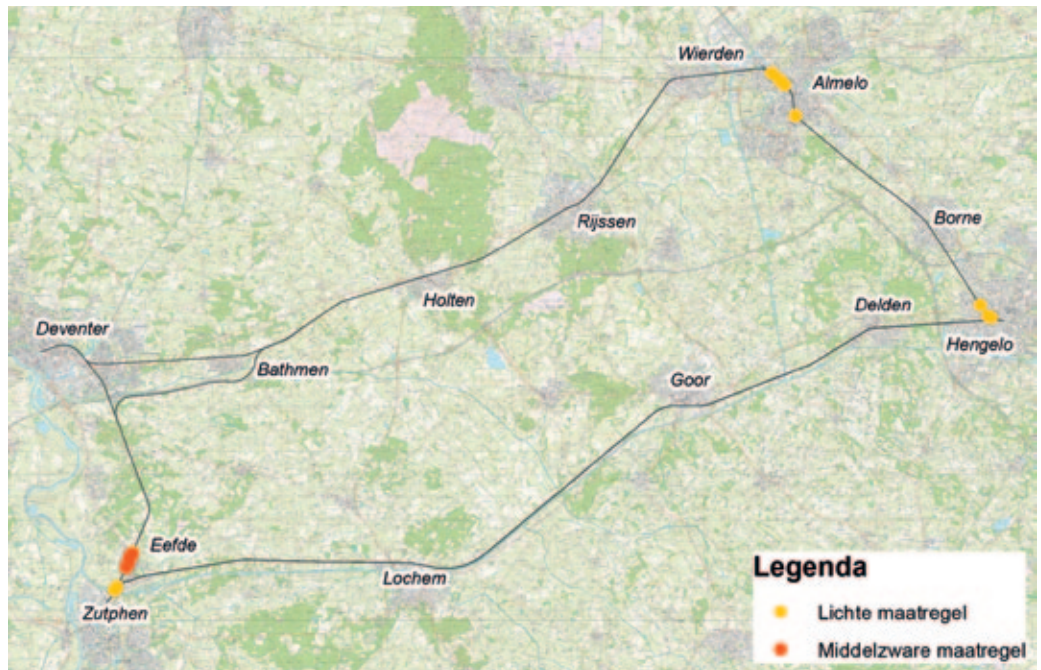 Wierden
Almelo
Rijssen
Borne
Holten
Delden
Deventer
Hengelo
Bathmen
Goor
Eefde
Lochem
Zutphen
Legenda
Lichte maatregel
Middelzware maatregel